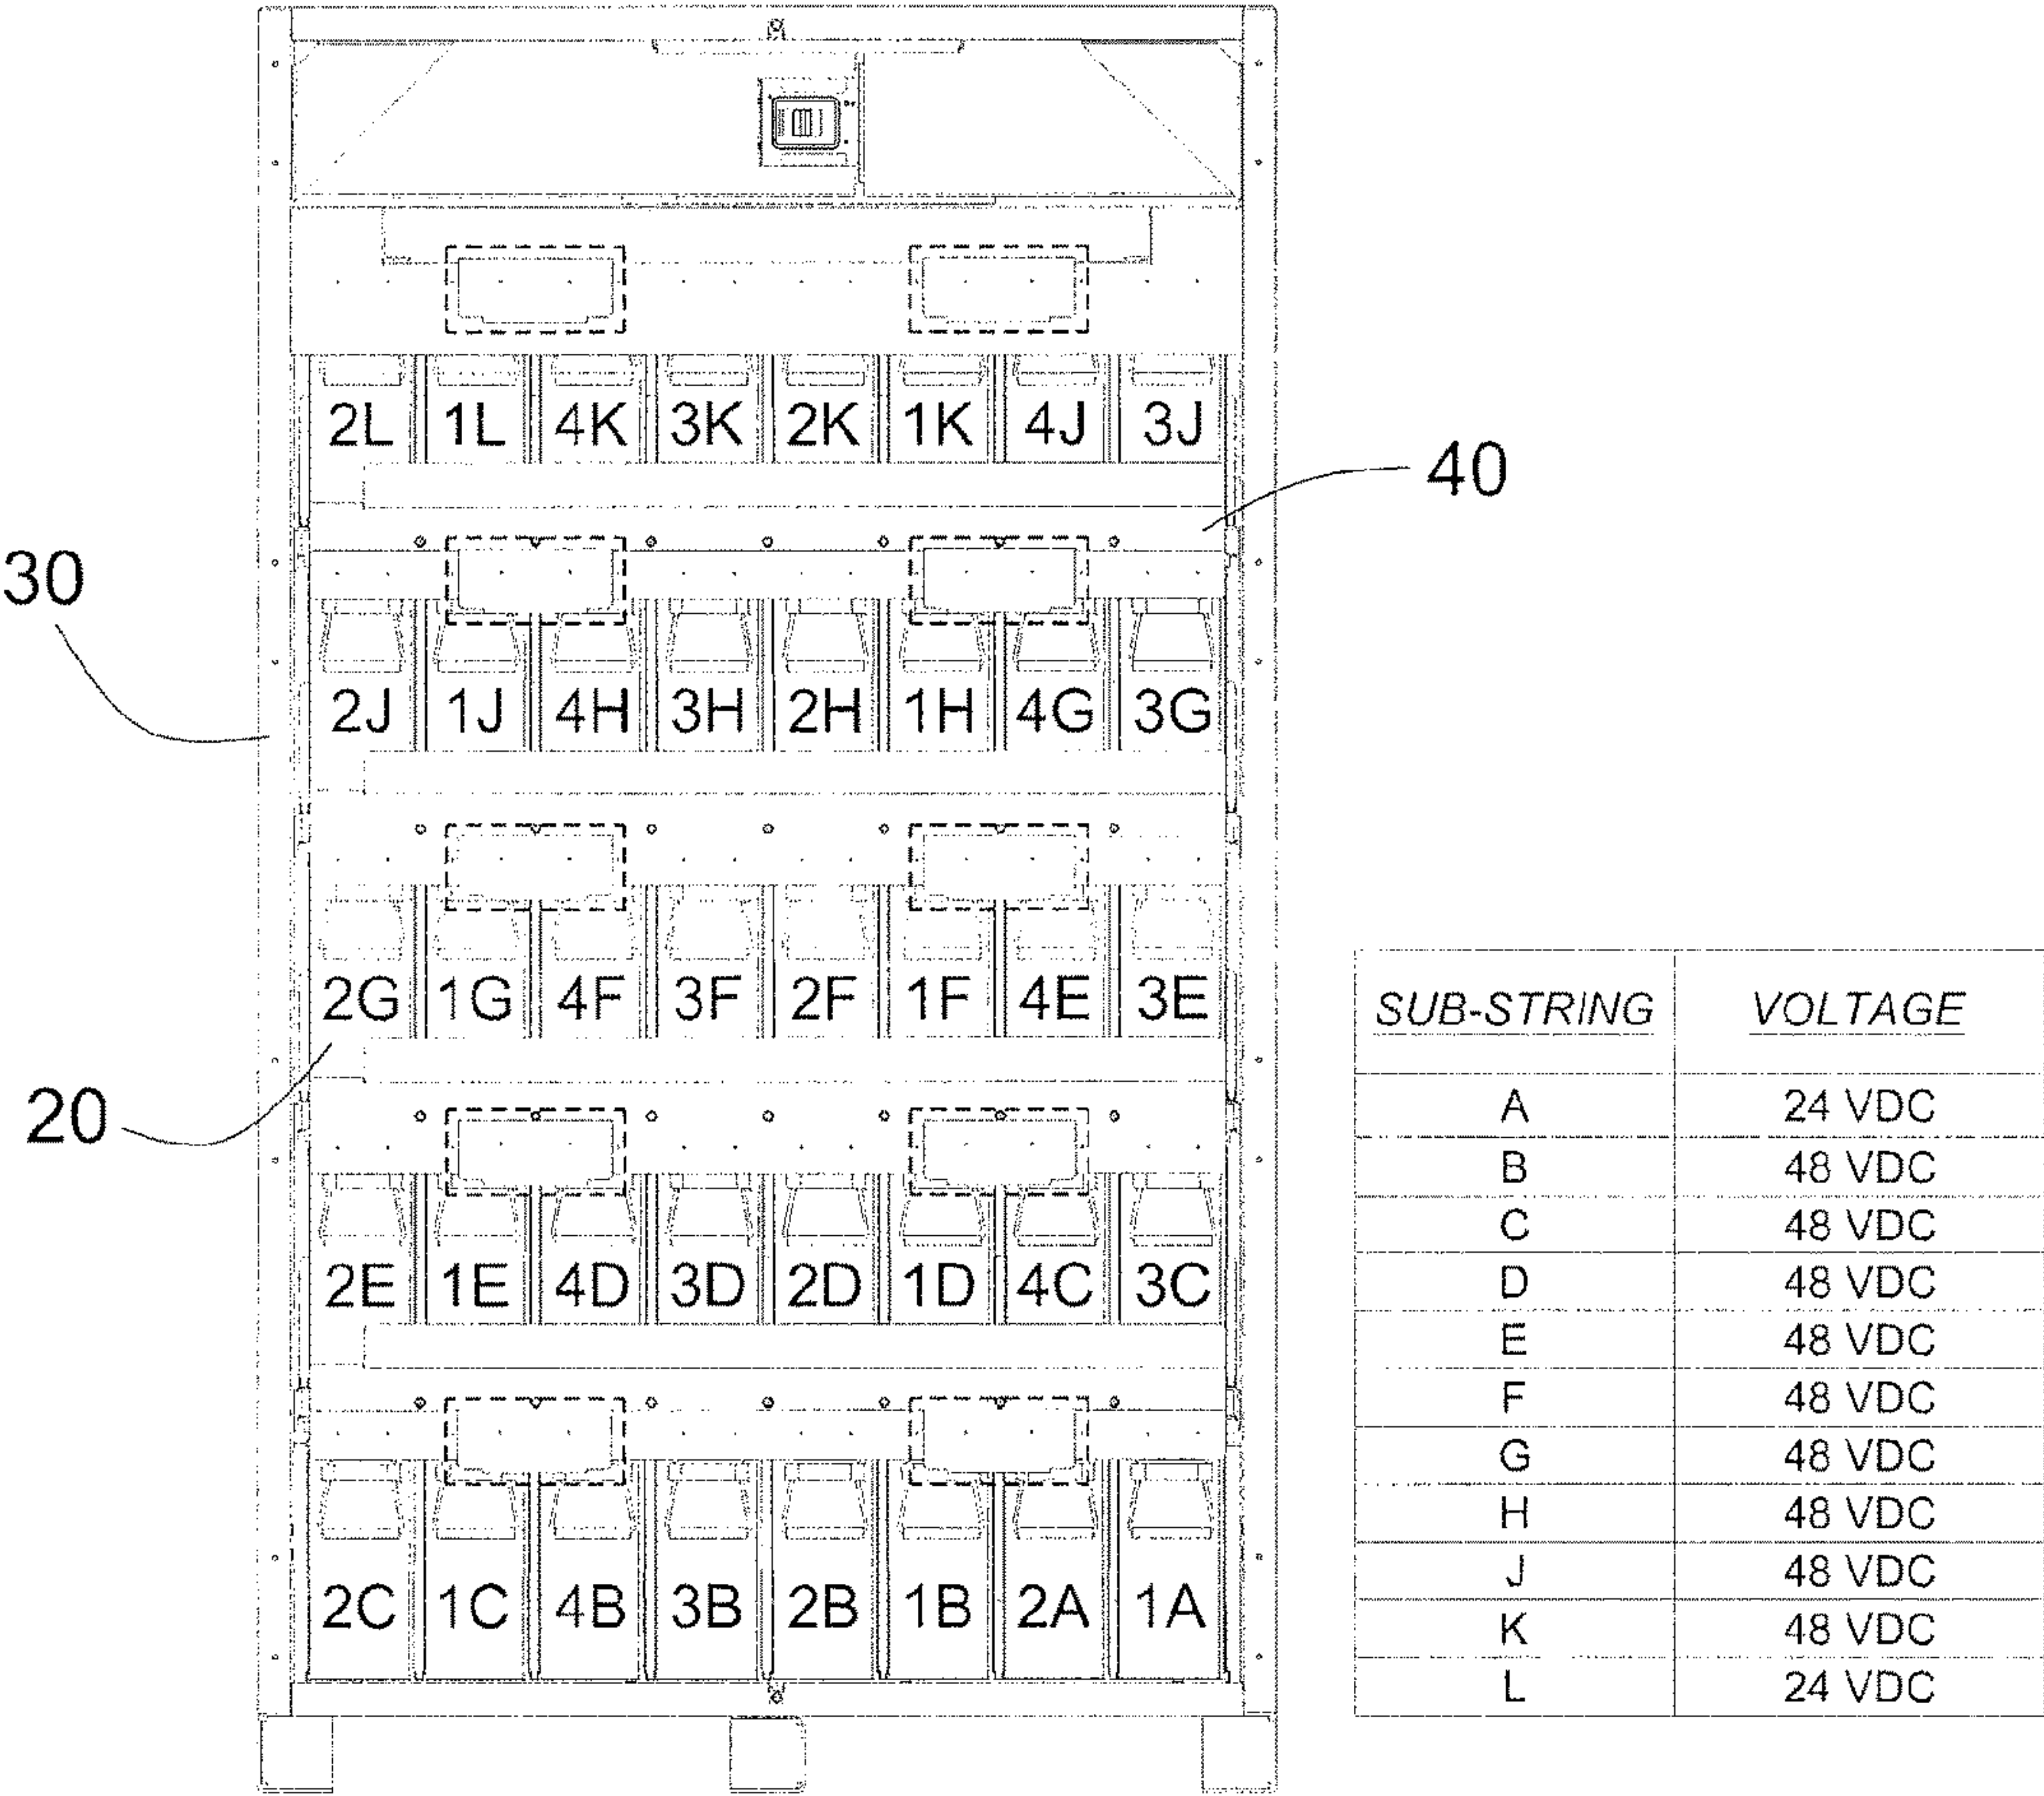 2L 1L 4K 3K 2K 1K 4J 3J
40
30
2J 1J 4H 3H 2H 1H 4G 3G
2G 1G 4F 3F 2F 1F 4E 3E
20
2E 1E 4D 3D 2D 1D 4C 3C
2C 1C 4B 3B 2B 1B 2A 1A
SUB-STRING VOLTAGE
A 24 VDC
B 48 VDC
C 48 VDC
D 48 VDC
E 48 VDC
F 48 VDC
G 48 VDC
H 48 VDC
J 48 VDC
K 48 VDC
L 24 VDC